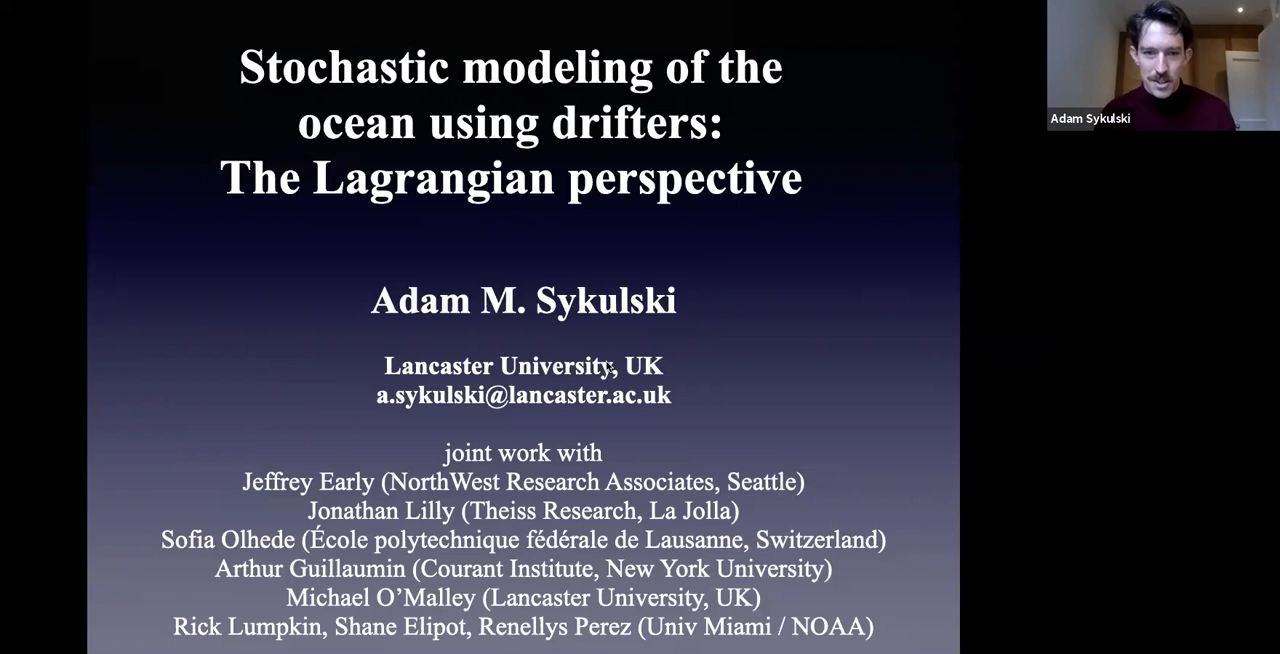 Stochastic modeling of the
ocean using drifters:
The Lagrangian perspective
Adam M. Sykulski
Lancaster University, UK
a.sykulski@lancaster.ac.uk
joint work with
Jeffrey Early (NorthWest Research Associates, Seattle)
Jonathan Lilly (Theiss Research, La Jolla)
Sofia Olhede (École polytechnique fédérale de Lausanne, Switzerland)
Arthur Guillaumin (Courant Institute, New York University)
Michael O’Malley (Lancaster University, UK)
Rick Lumpkin, Shane Elipot, Renellys Perez (Univ Miami / NOAA)
Adam Sykulski